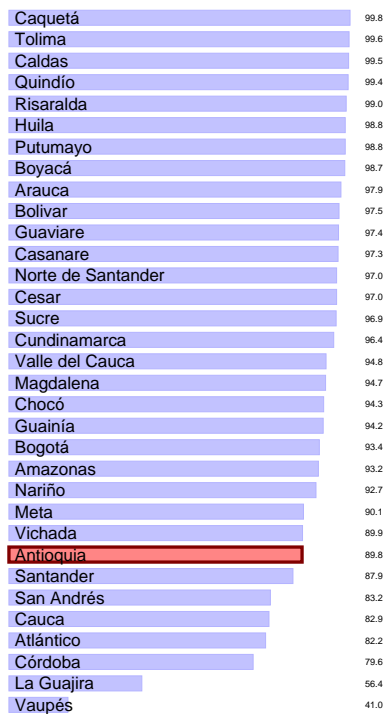 Caquetá 99.8
Tolima 99.6
Caldas 99.5
Quindío 99.4
Risaralda 99.0
Huila 98.8
Putumayo 98.8
Boyacá 98.7
Arauca 97.9
Bolivar 97.5
Guaviare 97.4
Casanare 97.3
Norte de Santander 97.0
Cesar 97.0
Sucre 96.9
Cundinamarca 96.4
Valle del Cauca 94.8
Magdalena 94.7
Chocó 94.3
Guainía 94.2
Bogotá 93.4
Amazonas 93.2
Nariño 92.7
Meta 90.1
Vichada 89.9
Antioquia 89.8
Santander 87.9
San Andrés 83.2
Cauca 82.9
Atlántico 82.2
Córdoba 79.6
La Guajira 56.4
Vaupés 41.0